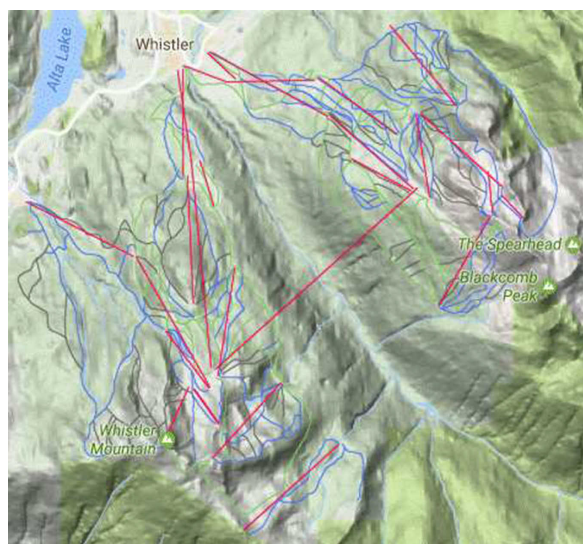 Whistler
Alta Lake
The Spearhead
Blackcomb
Peak
Whistler
Mountain